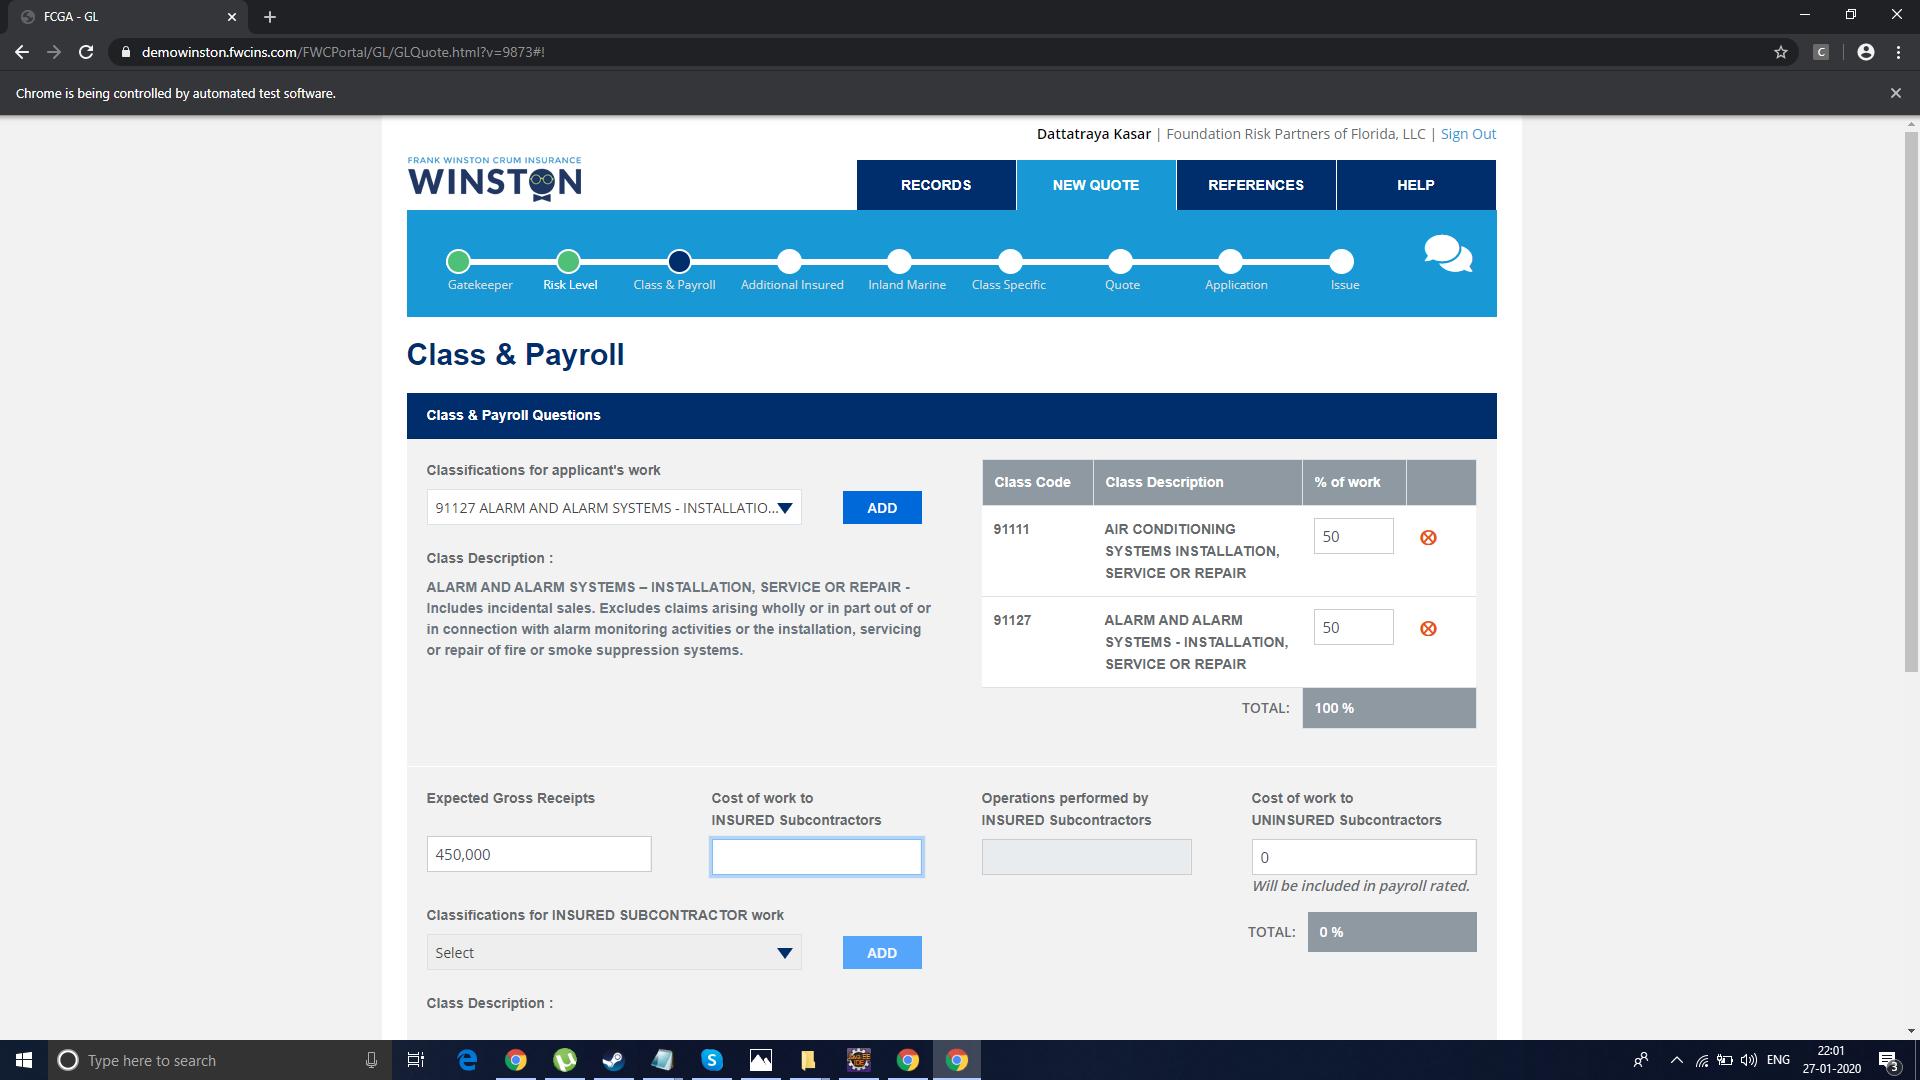 FCGA - GL
demowinston.fwcins.com/FWCPortal/GL/GLQuote.html?v=9873#!
C
Chrome is being controlled by automated test software.
Dattatraya Kasar | Foundation Risk Partners of Florida, LLC | Sign Out
FRANK WINSTON CRUM INSURANCE
WINSTON
RECORDS
NEW QUOTE
REFERENCES
HELP
Gatekeeper
Risk Level
Class & Payroll
Additional Insured
Inland Marine
Class Specific
Quote
Application
Issue
Class & Payroll
Class & Payroll Questions
Classifications for applicant's work
91127 ALARM AND ALARM SYSTEMS - INSTALLATIO...
ADD
Class Description :
ALARM AND ALARM SYSTEMS – INSTALLATION, SERVICE OR REPAIR -
Includes incidental sales. Excludes claims arising wholly or in part out of or
in connection with alarm monitoring activities or the installation, servicing
or repair of fire or smoke suppression systems.
Class Code
Class Description
% of work
91111
AIR CONDITIONING
SYSTEMS INSTALLATION,
SERVICE OR REPAIR
50
91127
ALARM AND ALARM
SYSTEMS - INSTALLATION,
SERVICE OR REPAIR
50
TOTAL:
100 %
Expected Gross Receipts
450,000
Cost of work to
INSURED Subcontractors
Operations performed by
INSURED Subcontractors
Cost of work to
UNINSURED Subcontractors
0
Will be included in payroll rated.
Classifications for INSURED SUBCONTRACTOR work
Select
ADD
TOTAL:
0 %
Class Description :
Type here to search
ENG
22:01
27-01-2020
3